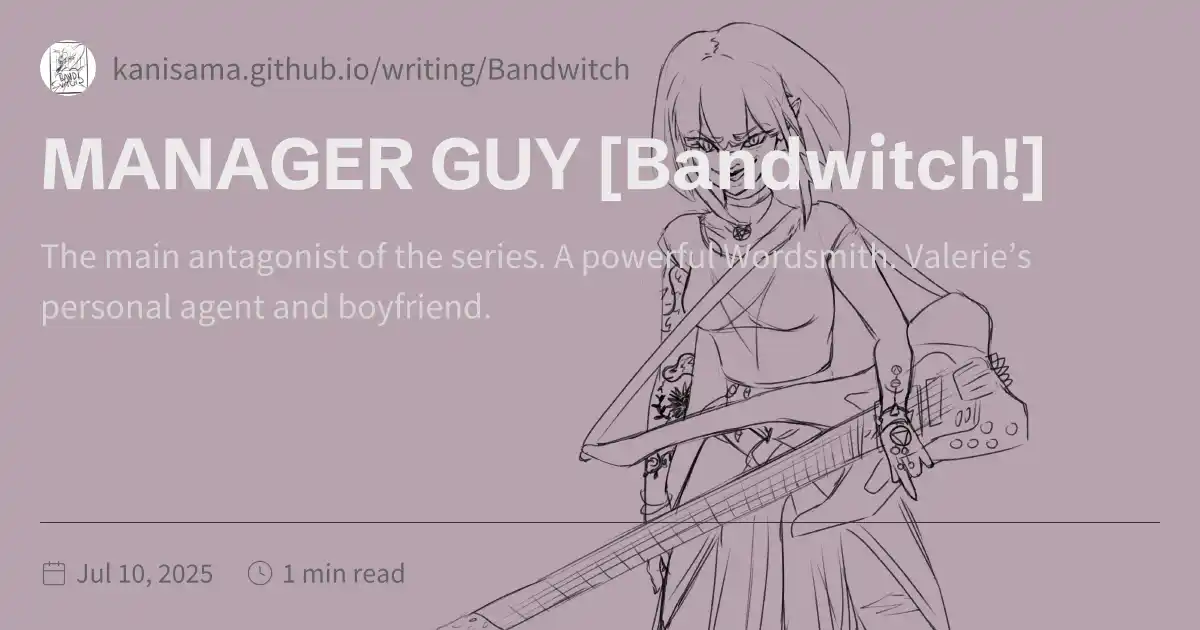 kanisama.github.io/writing/Bandwitch
MANAGER GUY [Bandwitch!]
The main antagonist of the series. A powerful Wordsmith. Valerie’s
personal agent and boyfriend.
Jul 10, 2025
1 min read